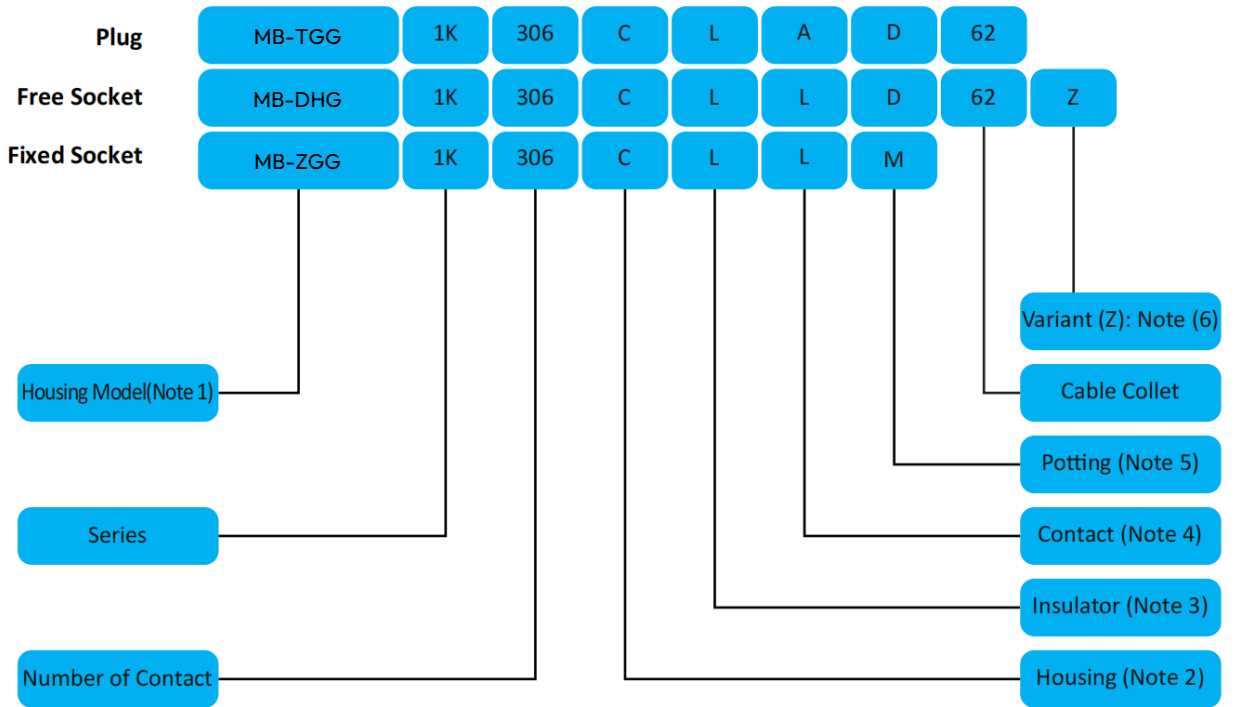 Plug MB-TGG 1K 306 C L A D 62
Free Socket MB-DHG 1K 306 C L L D 62 Z
Fixed Socket MB-ZGG 1K 306 C L L M
Variant (Z): Note (6)
Housing Model(Note 1) Cable Collet
Potting (Note 5)
Series Contact (Note 4)
Insulator (Note 3)
Number of Contact Housing (Note 2)